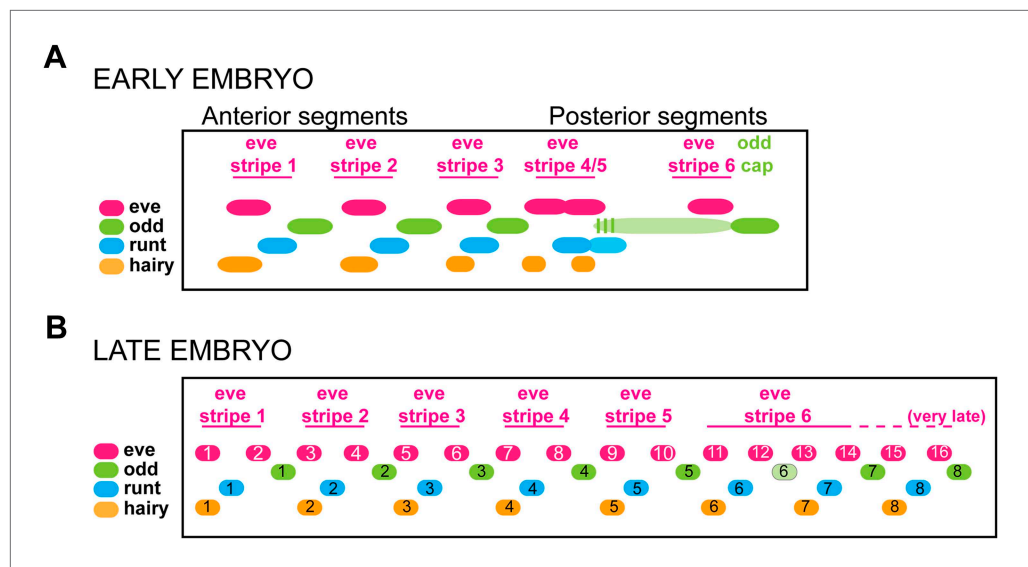 A
EARLY EMBRYO
Anterior segments Posterior segments
eve eve eve eve eve odd
stripe 1 stripe 2 stripe 3 stripe 4/5 stripe 6 cap
eve
odd
runt
hairy
B
LATE EMBRYO
eve eve eve eve eve eve
stripe 1 stripe 2 stripe 3 stripe 4 stripe 5 stripe 6 (very late)
eve 1 2 3 4 5 6 7 8 9 10 11 12 13 14 15 16
odd 1 2 3 4 5 6 7 8
runt 1 2 3 4 5 6 7 8
hairy 1 2 3 4 5 6 7 8